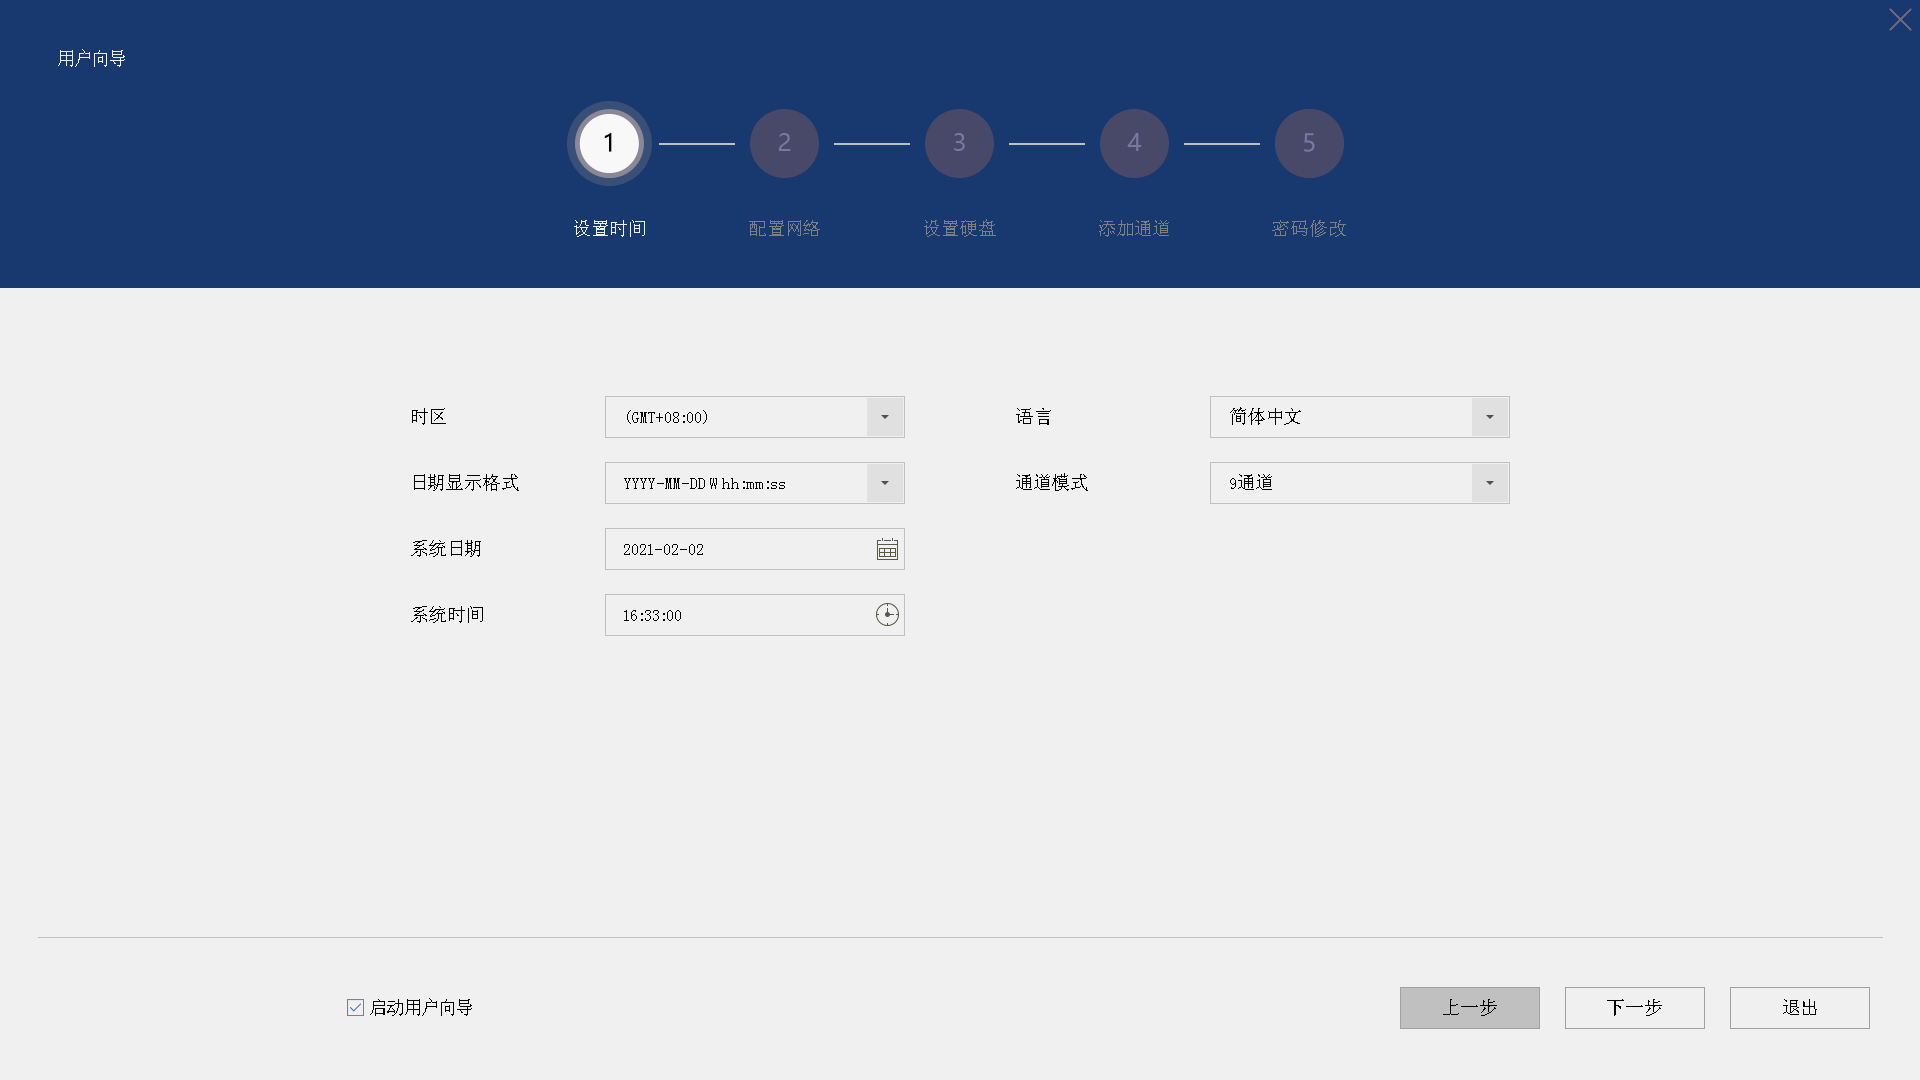 用户向导
1 2 3 4 5
设置时间 配置网络 设置硬盘 添加通道 密码修改
时区 (GMT+08:00) 语言 简体中文
日期显示格式 YYYY-MM-DD W hh:mm:ss 通道模式 9通道
系统日期 2021-02-02
系统时间 16:33:00
启动用户向导 上一步 下一步 退出